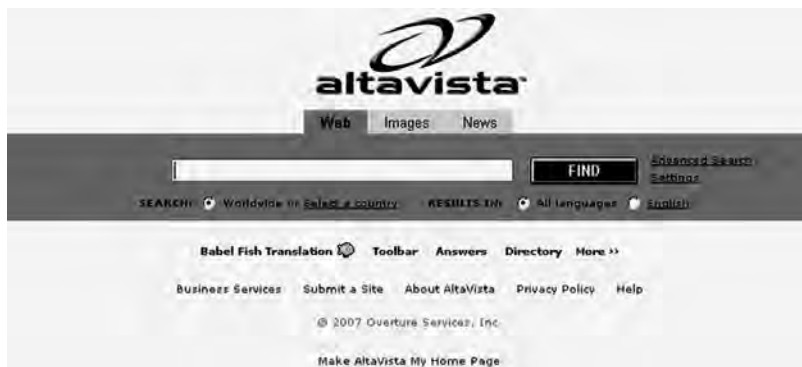 altavista™
Web Images News
FIND Advanced Search
Settings
SEARCH: Worldwide or Select a country RESULTS IN: All languages English
Babel Fish Translation Toolbar Answers Directory More >>
Business Services Submit a Site About AltaVista Privacy Policy Help
© 2007 Overture Services, Inc.
Make AltaVista My Home Page